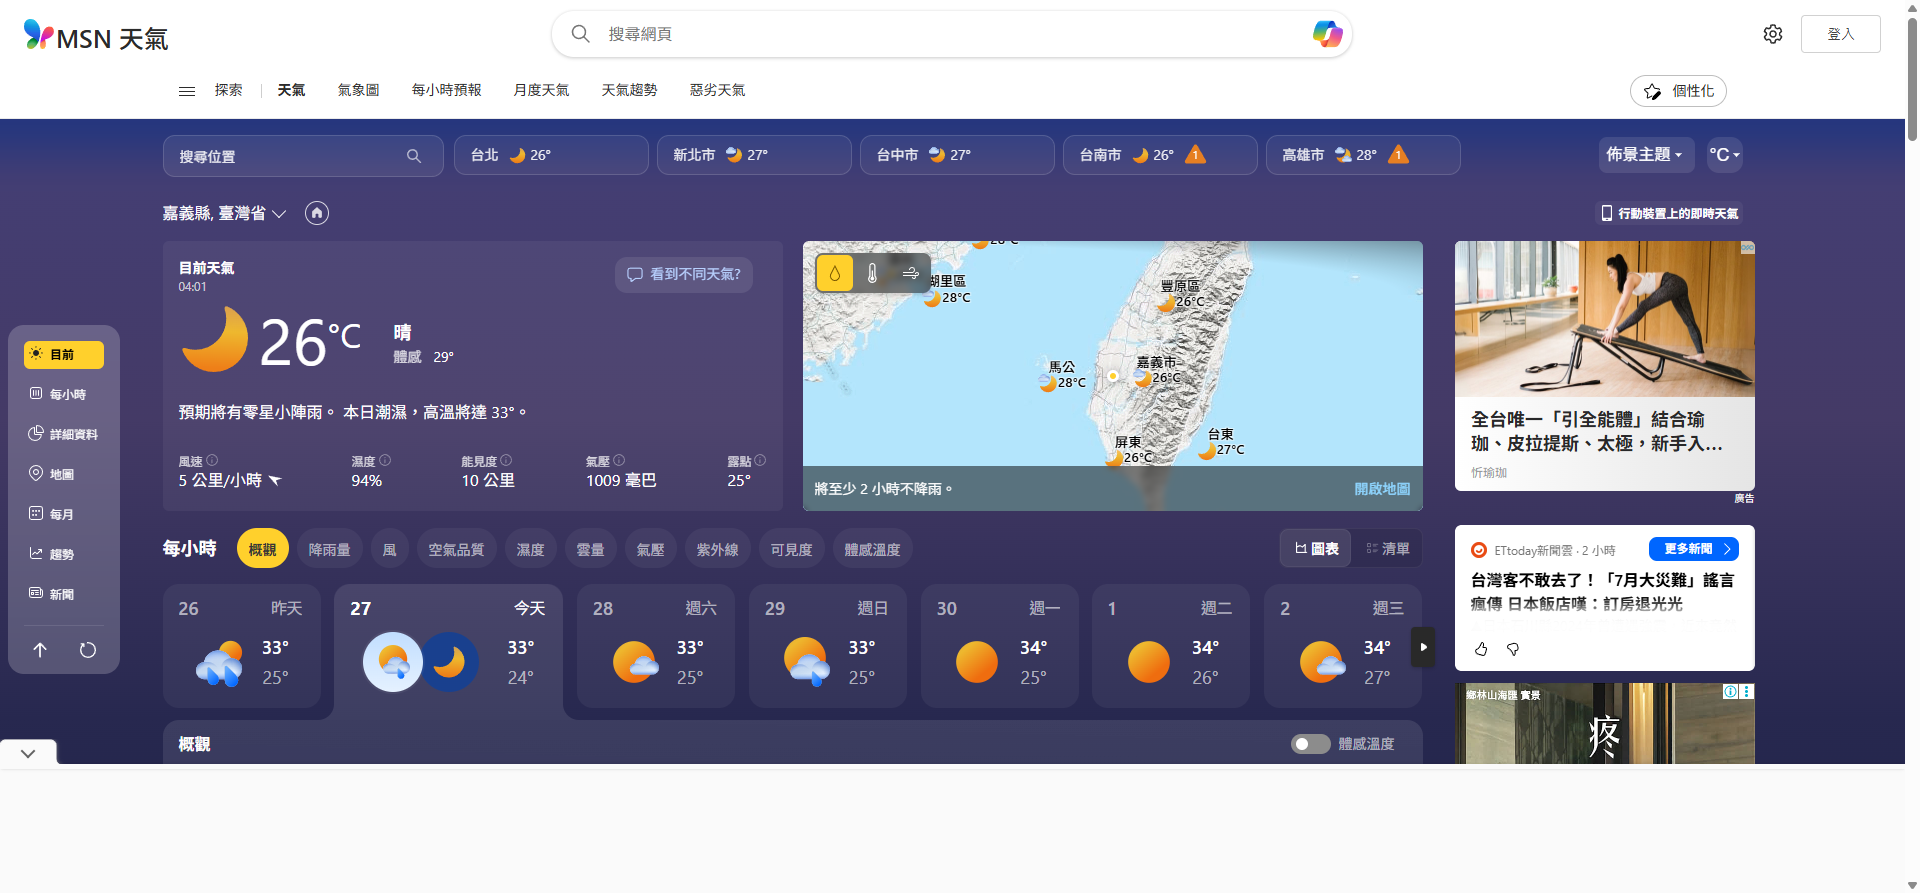 MSN 天氣
搜尋網頁
登入
探索
天氣
氣象圖
每小時預報
月度天氣
天氣趨勢
惡劣天氣
個性化
搜尋位置
台北 26°
新北市 27°
台中市 27°
台南市 26° 1
高雄市 28° 1
佈景主題
°C
嘉義縣, 臺灣省
行動裝置上的即時天氣
目前天氣
04:01
看到不同天氣?
26°C
晴
體感 29°
預期將有零星小陣雨。 本日潮濕，高溫將達 33°。
風速
5 公里/小時
濕度
94%
能見度
10 公里
氣壓
1009 毫巴
露點
25°
28°C
湖里區
28°C
豐原區
26°C
馬公
28°C
嘉義市
26°C
屏東
26°C
台東
27°C
將至少 2 小時不降雨。
開啟地圖
全台唯一「引全能體」結合瑜
珈、皮拉提斯、太極，新手入...
忻瑜珈
廣告
目前
每小時
詳細資料
地圖
每月
趨勢
新聞
每小時
概觀
降雨量
風
空氣品質
濕度
雲量
氣壓
紫外線
可見度
體感溫度
圖表
清單
26 昨天
33°
25°
27 今天
33°
24°
28 週六
33°
25°
29 週日
33°
25°
30 週一
34°
25°
1 週二
34°
26°
2 週三
34°
27°
概觀
體感溫度
ETtoday新聞雲 · 2 小時
更多新聞
台灣客不敢去了！「7月大災難」謠言
瘋傳 日本飯店嘆：訂房退光光
鄉林山海匯 實景
疼